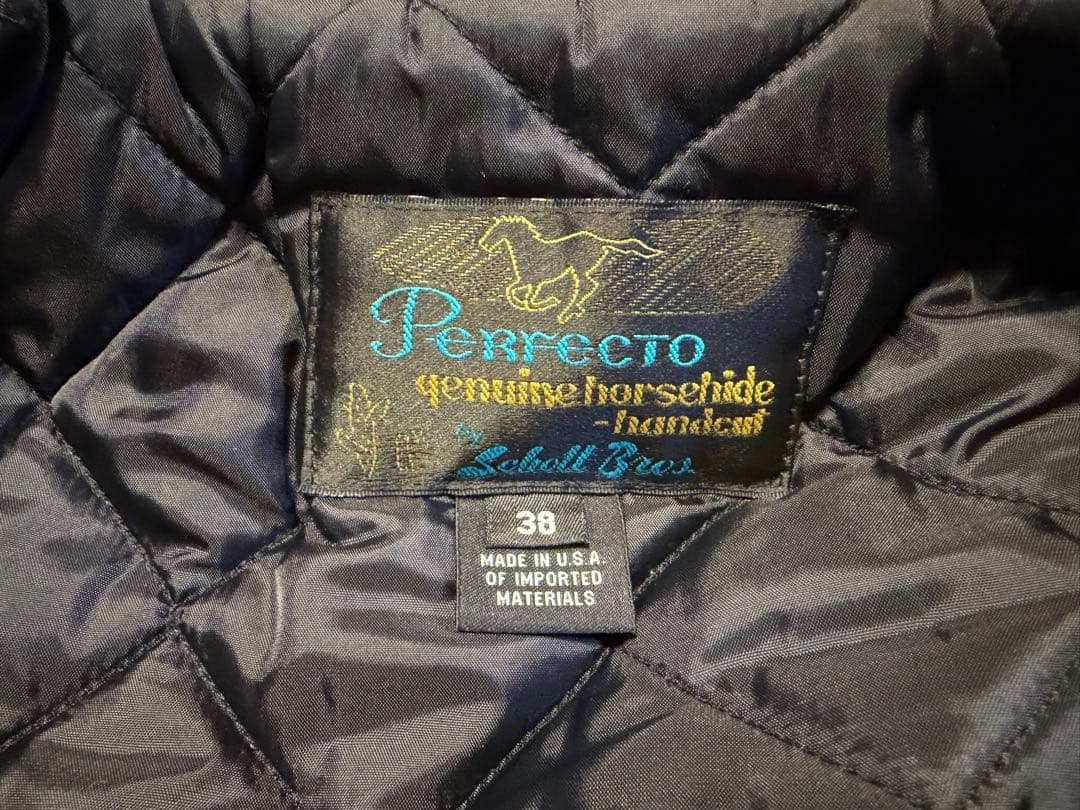 Perfecto
genuine horsehide
-handcut
by
Schott Bros.
38
MADE IN U.S.A.
OF IMPORTED
MATERIALS